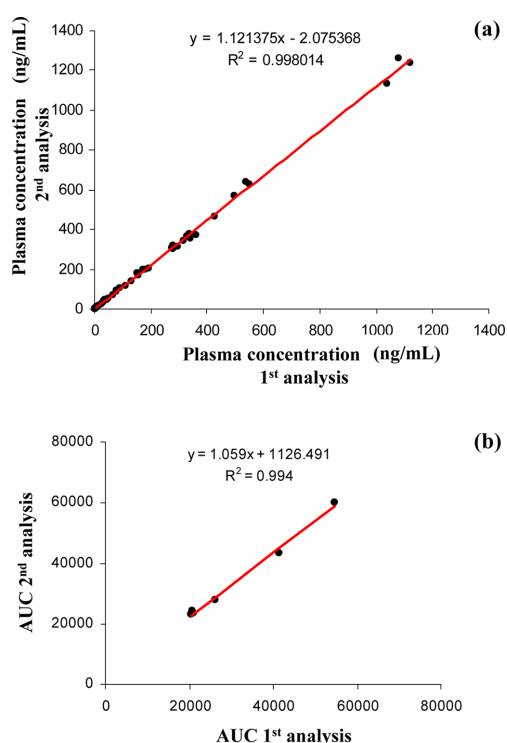 (a)
y = 1.121375x - 2.075368
R² = 0.998014
Plasma concentration (ng/mL)
2nd analysis
1400
1200
1000
800
600
400
200
0
0 200 400 600 800 1000 1200 1400
Plasma concentration (ng/mL)
1st analysis
(b)
y = 1.059x + 1126.491
R² = 0.994
AUC 2nd analysis
80000
60000
40000
20000
0
0 20000 40000 60000 80000
AUC 1st analysis